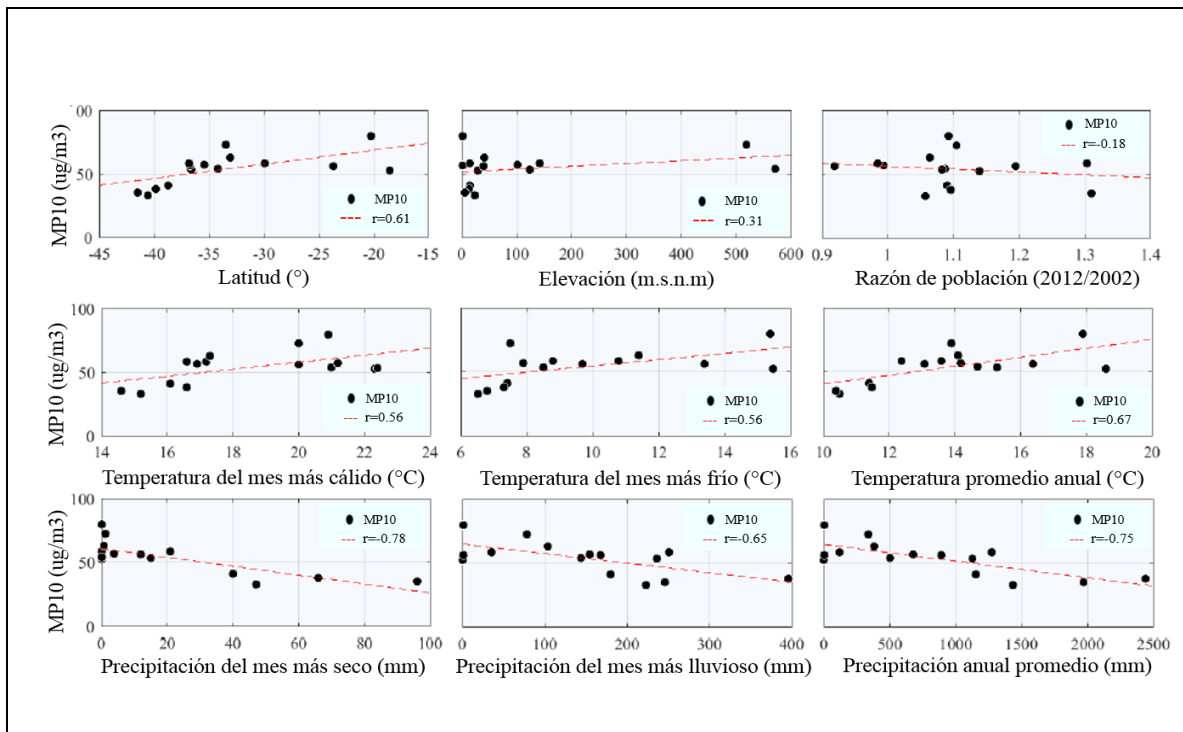 MP10 (ug/m3)
00
50
0
MP10
r=0.61
-45 -40 -35 -30 -25 -20 -15
Latitud (°)
MP10
r=0.31
0 100 200 300 400 500 600
Elevación (m.s.n.m)
MP10
r=-0.18
0.9 1 1.1 1.2 1.3 1.4
Razón de población (2012/2002)
MP10 (ug/m3)
100
50
0
MP10
r=0.56
14 16 18 20 22 24
Temperatura del mes más cálido (°C)
MP10
r=0.56
6 8 10 12 14 16
Temperatura del mes más frío (°C)
MP10
r=0.67
10 12 14 16 18 20
Temperatura promedio anual (°C)
MP10 (ug/m3)
100
50
0
MP10
r=-0.78
0 20 40 60 80 100
Precipitación del mes más seco (mm)
MP10
r=-0.65
0 100 200 300 400
Precipitación del mes más lluvioso (mm)
MP10
r=-0.75
0 500 1000 1500 2000 2500
Precipitación anual promedio (mm)